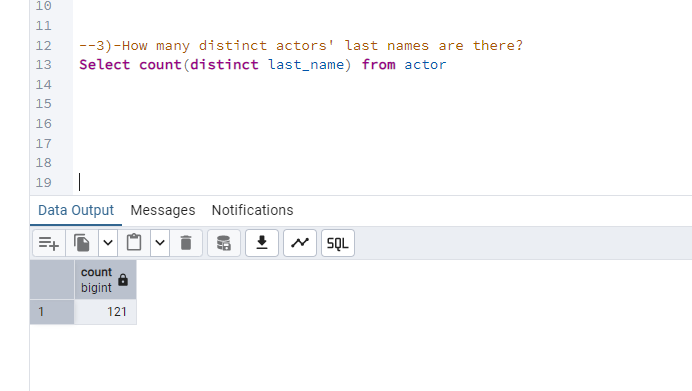 10
11
12 --3)-How many distinct actors' last names are there?
13 Select count(distinct last_name) from actor
14
15
16
17
18
19
Data Output Messages Notifications
SQL
count
bigint
1 121